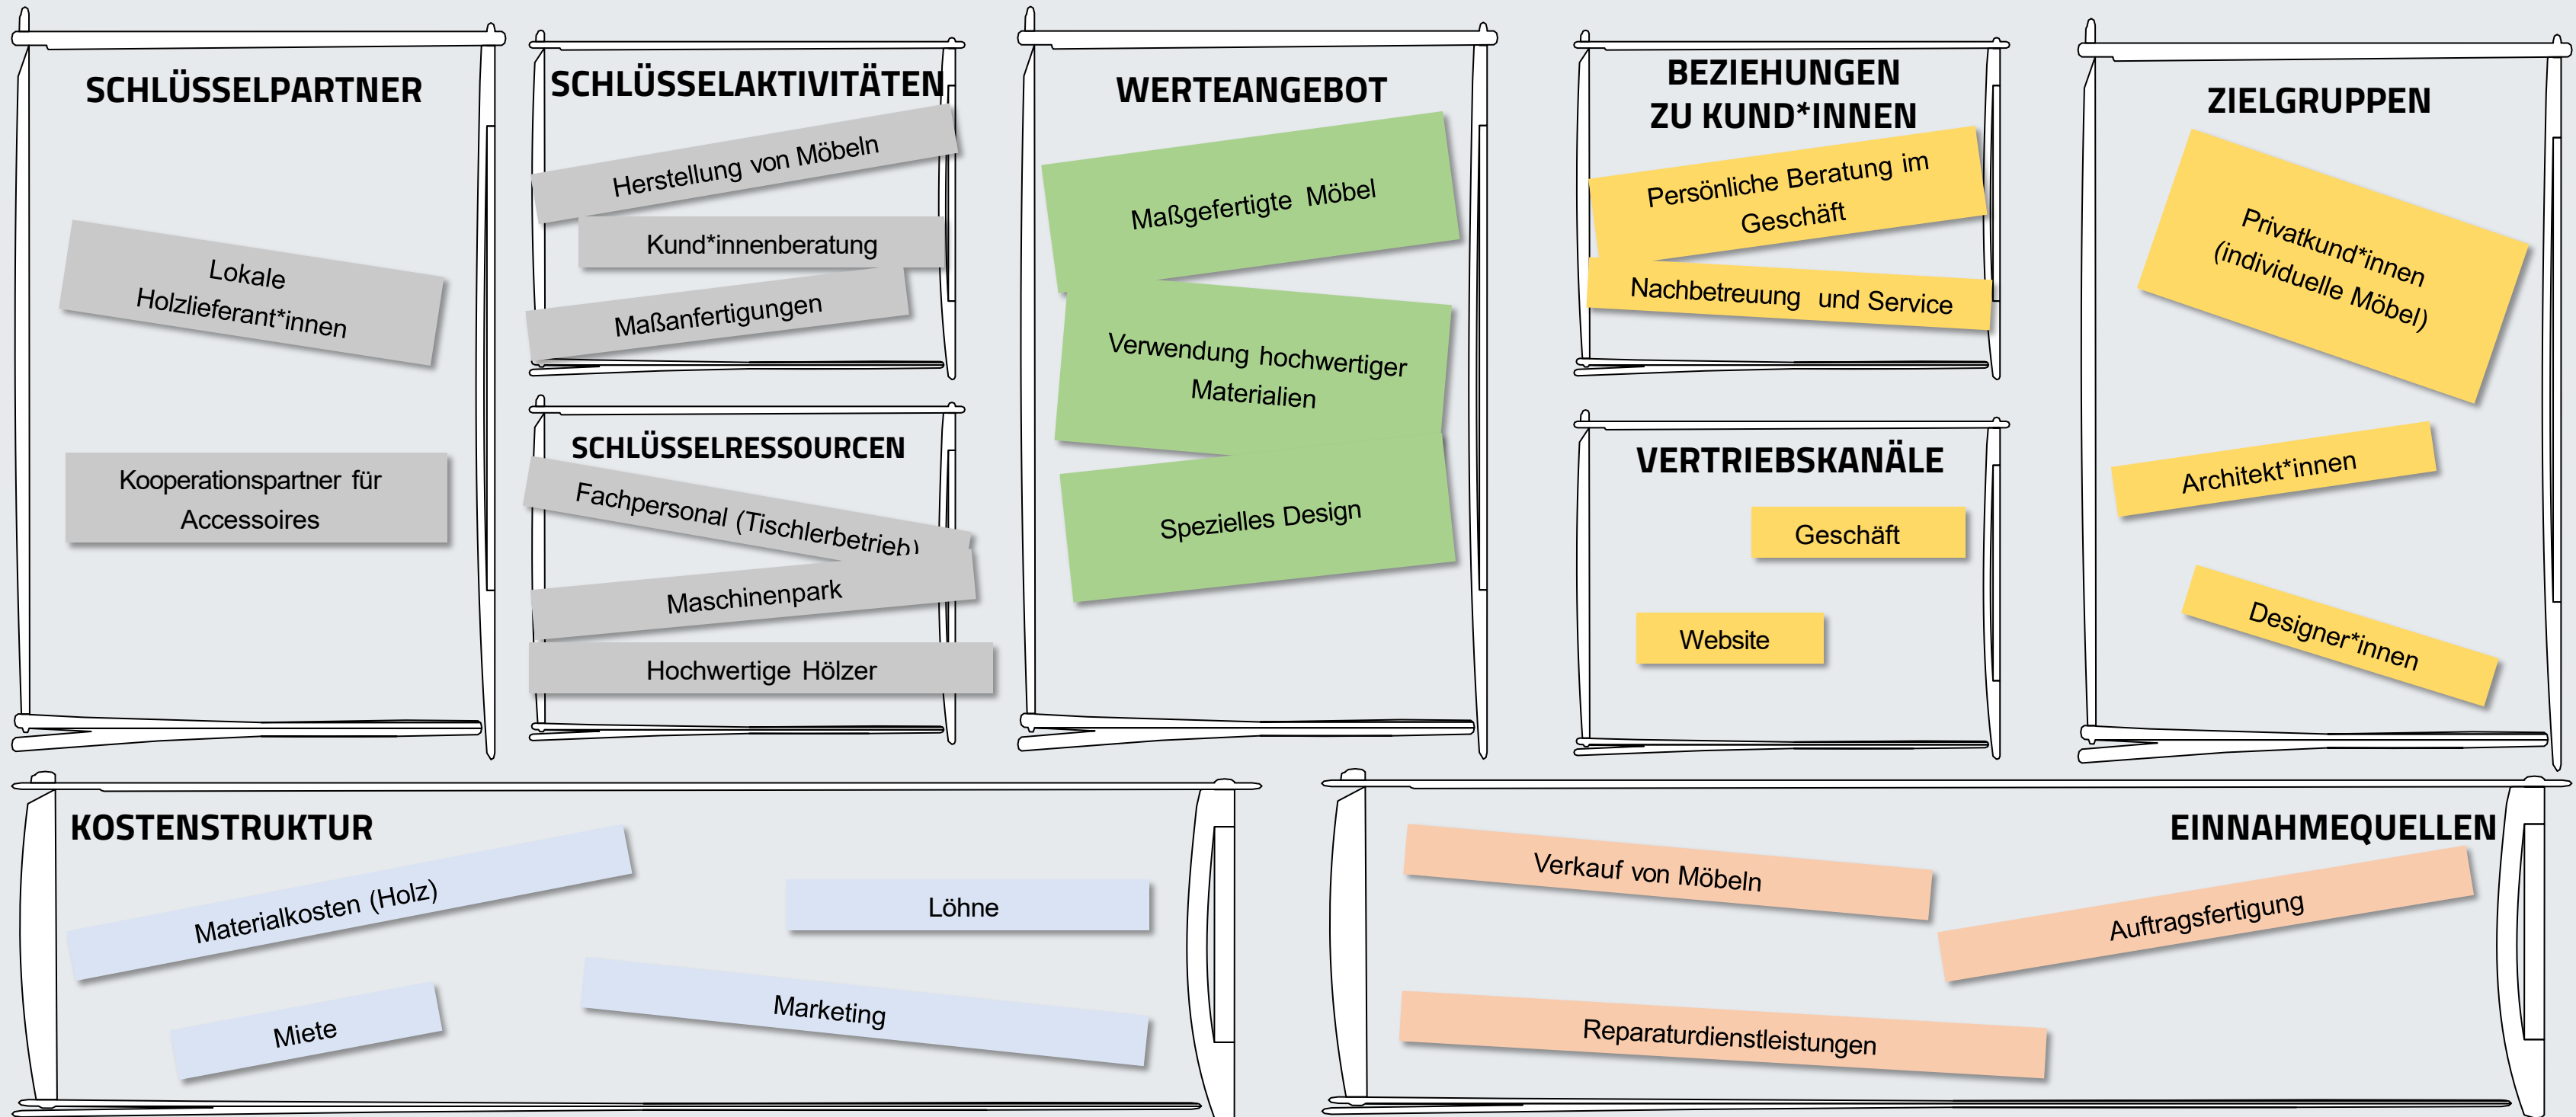 SCHLÜSSELPARTNER
Lokale
Holzlieferant*innen
Kooperationspartner für
Accessoires
SCHLÜSSELAKTIVITÄTEN
Herstellung von Möbeln
Kund*innenberatung
Maßanfertigungen
SCHLÜSSELRESSOURCEN
Fachpersonal (Tischlerbetrieb)
Maschinenpark
Hochwertige Hölzer
WERTEANGEBOT
Maßgefertigte Möbel
Verwendung hochwertiger
Materialien
Spezielles Design
BEZIEHUNGEN
ZU KUND*INNEN
Persönliche Beratung im
Geschäft
Nachbetreuung und Service
VERTRIEBSKANÄLE
Geschäft
Website
ZIELGRUPPEN
Privatkund*innen
(individuelle Möbel)
Architekt*innen
Designer*innen
KOSTENSTRUKTUR
Materialkosten (Holz)
Löhne
Miete
Marketing
EINNAHMEQUELLEN
Verkauf von Möbeln
Auftragsfertigung
Reparaturdienstleistungen